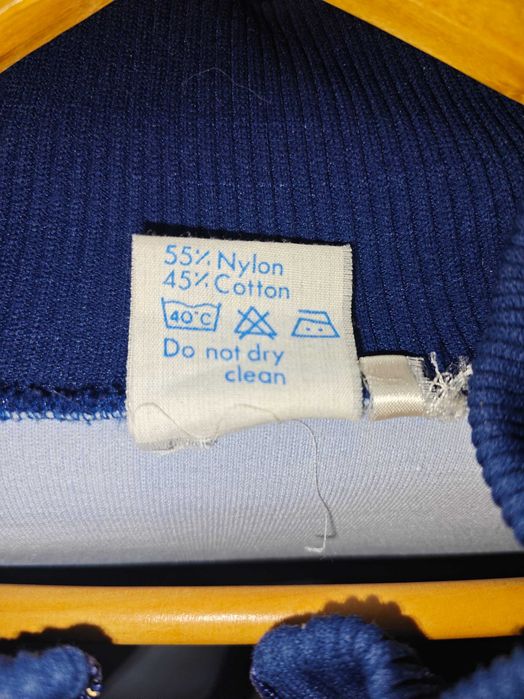 55% Nylon
45% Cotton
40°C
Do not dry
clean